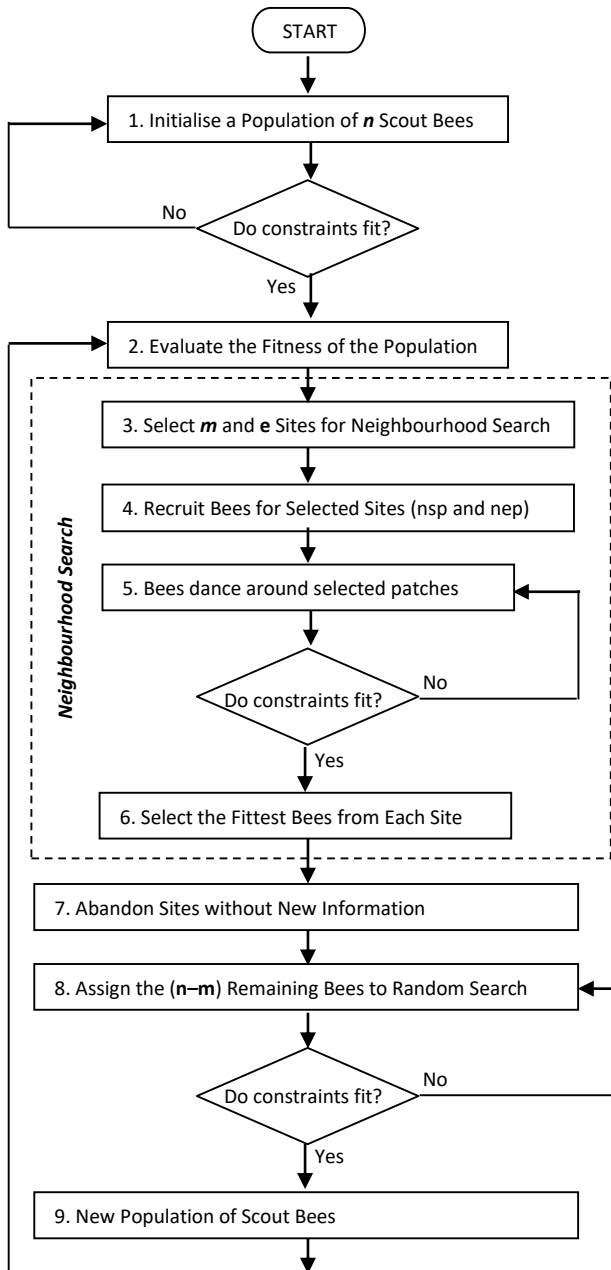 START
1. Initialise a Population of n Scout Bees
No
Do constraints fit?
Yes
2. Evaluate the Fitness of the Population
3. Select m and e Sites for Neighbourhood Search
4. Recruit Bees for Selected Sites (nsp and nep)
Neighbourhood Search
5. Bees dance around selected patches
No
Do constraints fit?
Yes
6. Select the Fittest Bees from Each Site
7. Abandon Sites without New Information
8. Assign the (n–m) Remaining Bees to Random Search
No
Do constraints fit?
Yes
9. New Population of Scout Bees